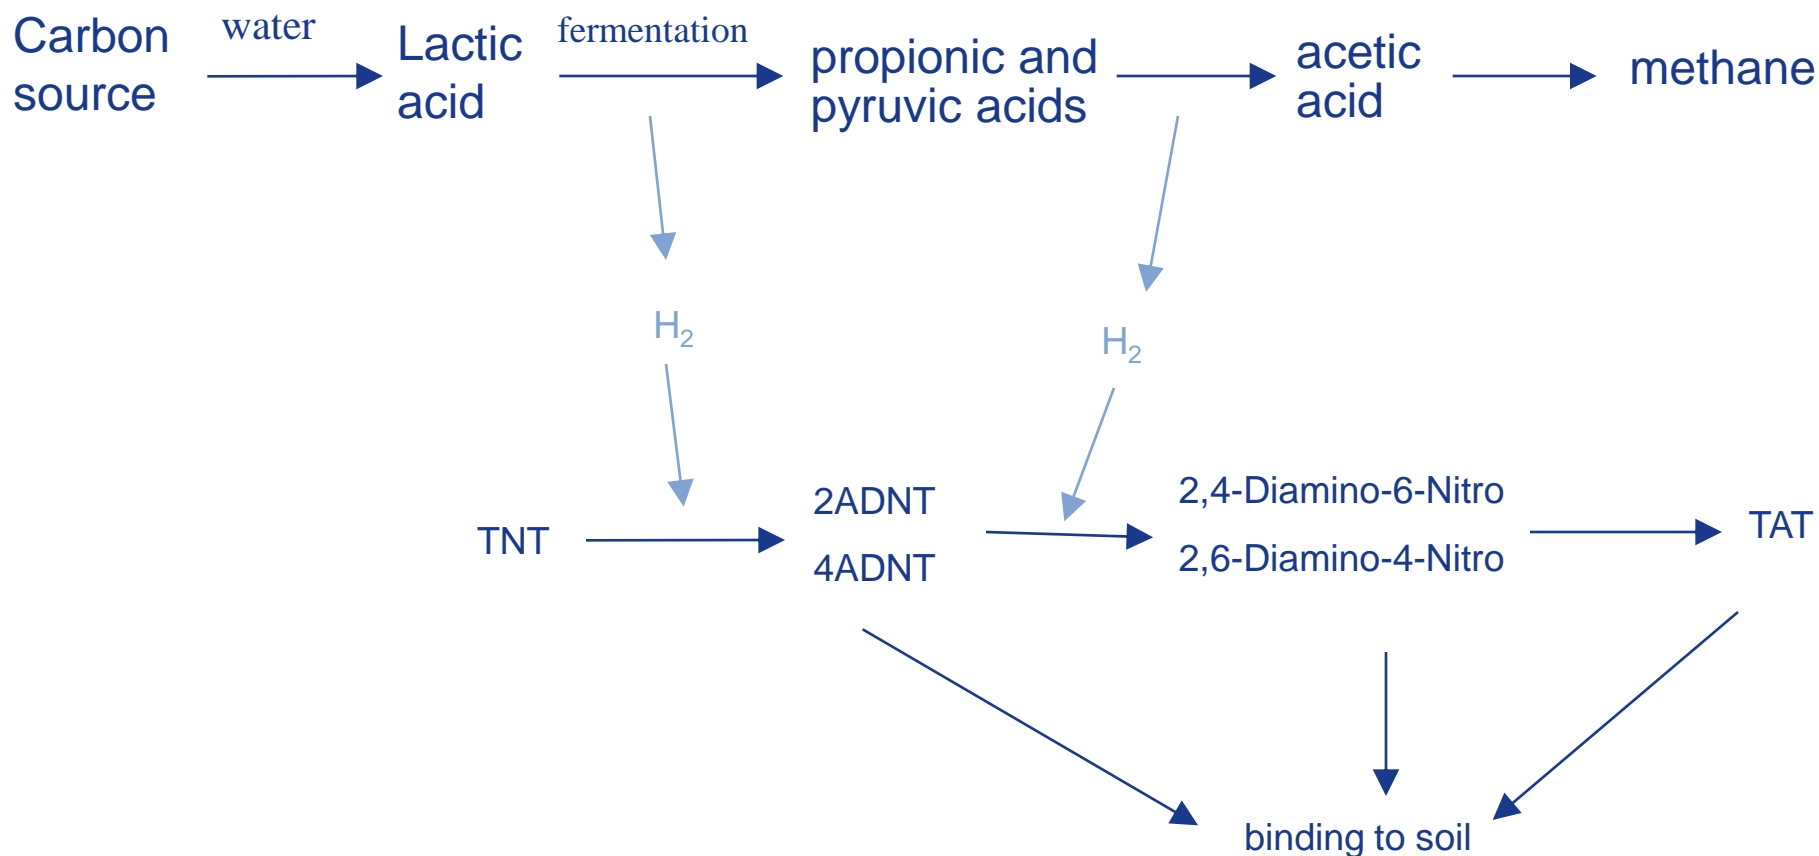 Carbon
source
water
Lactic
acid
fermentation
propionic and
pyruvic acids
acetic
acid
methane
H₂
H₂
TNT
2ADNT
4ADNT
2,4-Diamino-6-Nitro
2,6-Diamino-4-Nitro
TAT
binding to soil